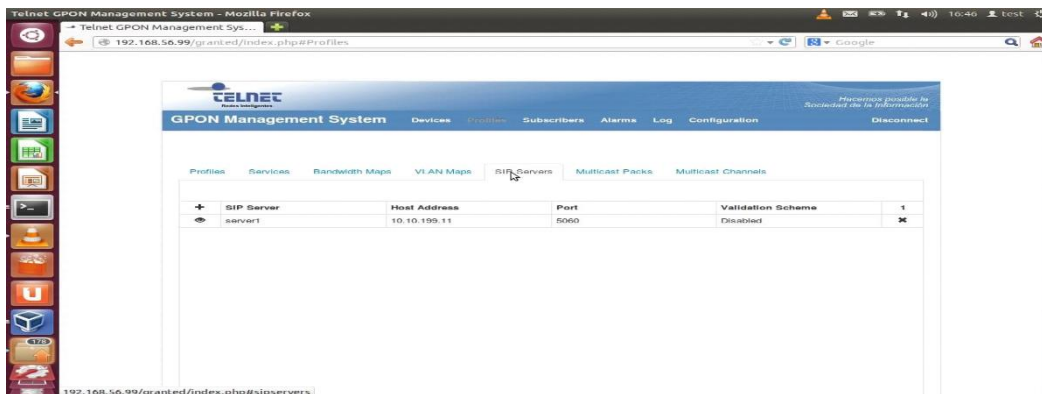 Telnet GPON Management System - Mozilla Firefox
16:46 test
Telnet GPON Management Sys...
192.168.56.99/granted/index.php#Profiles
Google
TELNET
Redes Inteligentes
Hacemos posible la
Sociedad de la Información
GPON Management System Devices Profiles Subscribers Alarms Log Configuration Disconnect
Profiles Services Bandwidth Maps VLAN Maps SIP Servers Multicast Packs Multicast Channels
+ SIP Server Host Address Port Validation Scheme 1
server1 10.10.199.11 5060 Disabled
178
192.168.56.99/granted/index.php#sipservers